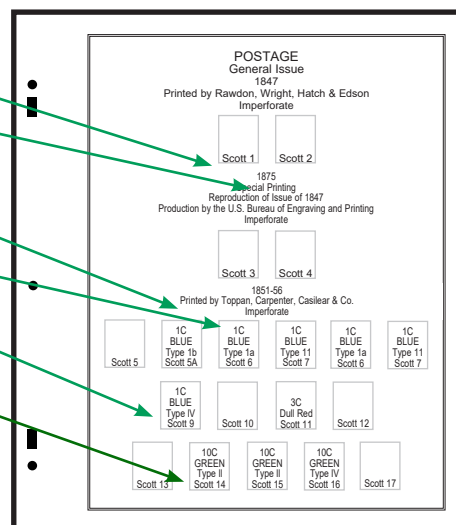 POSTAGE
General Issue
1847
Printed by Rawdon, Wright, Hatch & Edson
Imperforate
Scott 1 Scott 2
1875
Special Printing
Reproduction of Issue of 1847
Production by the U.S. Bureau of Engraving and Printing
Imperforate
Scott 3 Scott 4
1851-56
Printed by Toppan, Carpenter, Casilear & Co.
Imperforate
1C 1C 1C 1C 1C
BLUE BLUE BLUE BLUE BLUE
Type 1b Type 1a Type 11 Type 1a Type 11
Scott 5 Scott 5A Scott 6 Scott 7 Scott 6 Scott 7
1C
BLUE 3C
Type IV Dull Red
Scott 9 Scott 10 Scott 11 Scott 12
10C 10C 10C
GREEN GREEN GREEN
Type II Type II Type IV
Scott 13 Scott 14 Scott 15 Scott 16 Scott 17